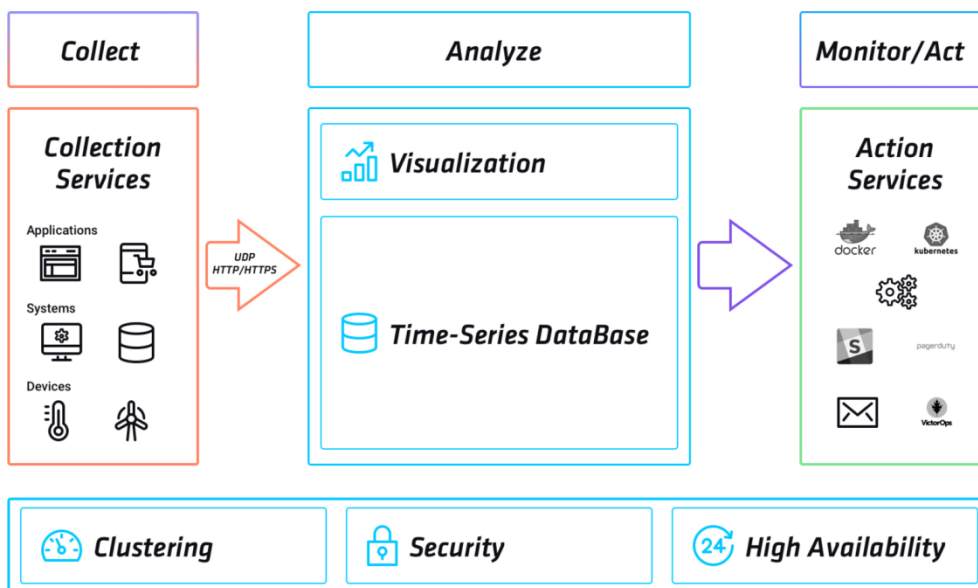 Collect
Analyze
Monitor/Act
Collection
Services
Applications
Systems
Devices
UDP
HTTP/HTTPS
Visualization
Time-Series DataBase
Action
Services
docker
kubernetes
S
pagerduty
VictorOps
Clustering
Security
24
High Availability